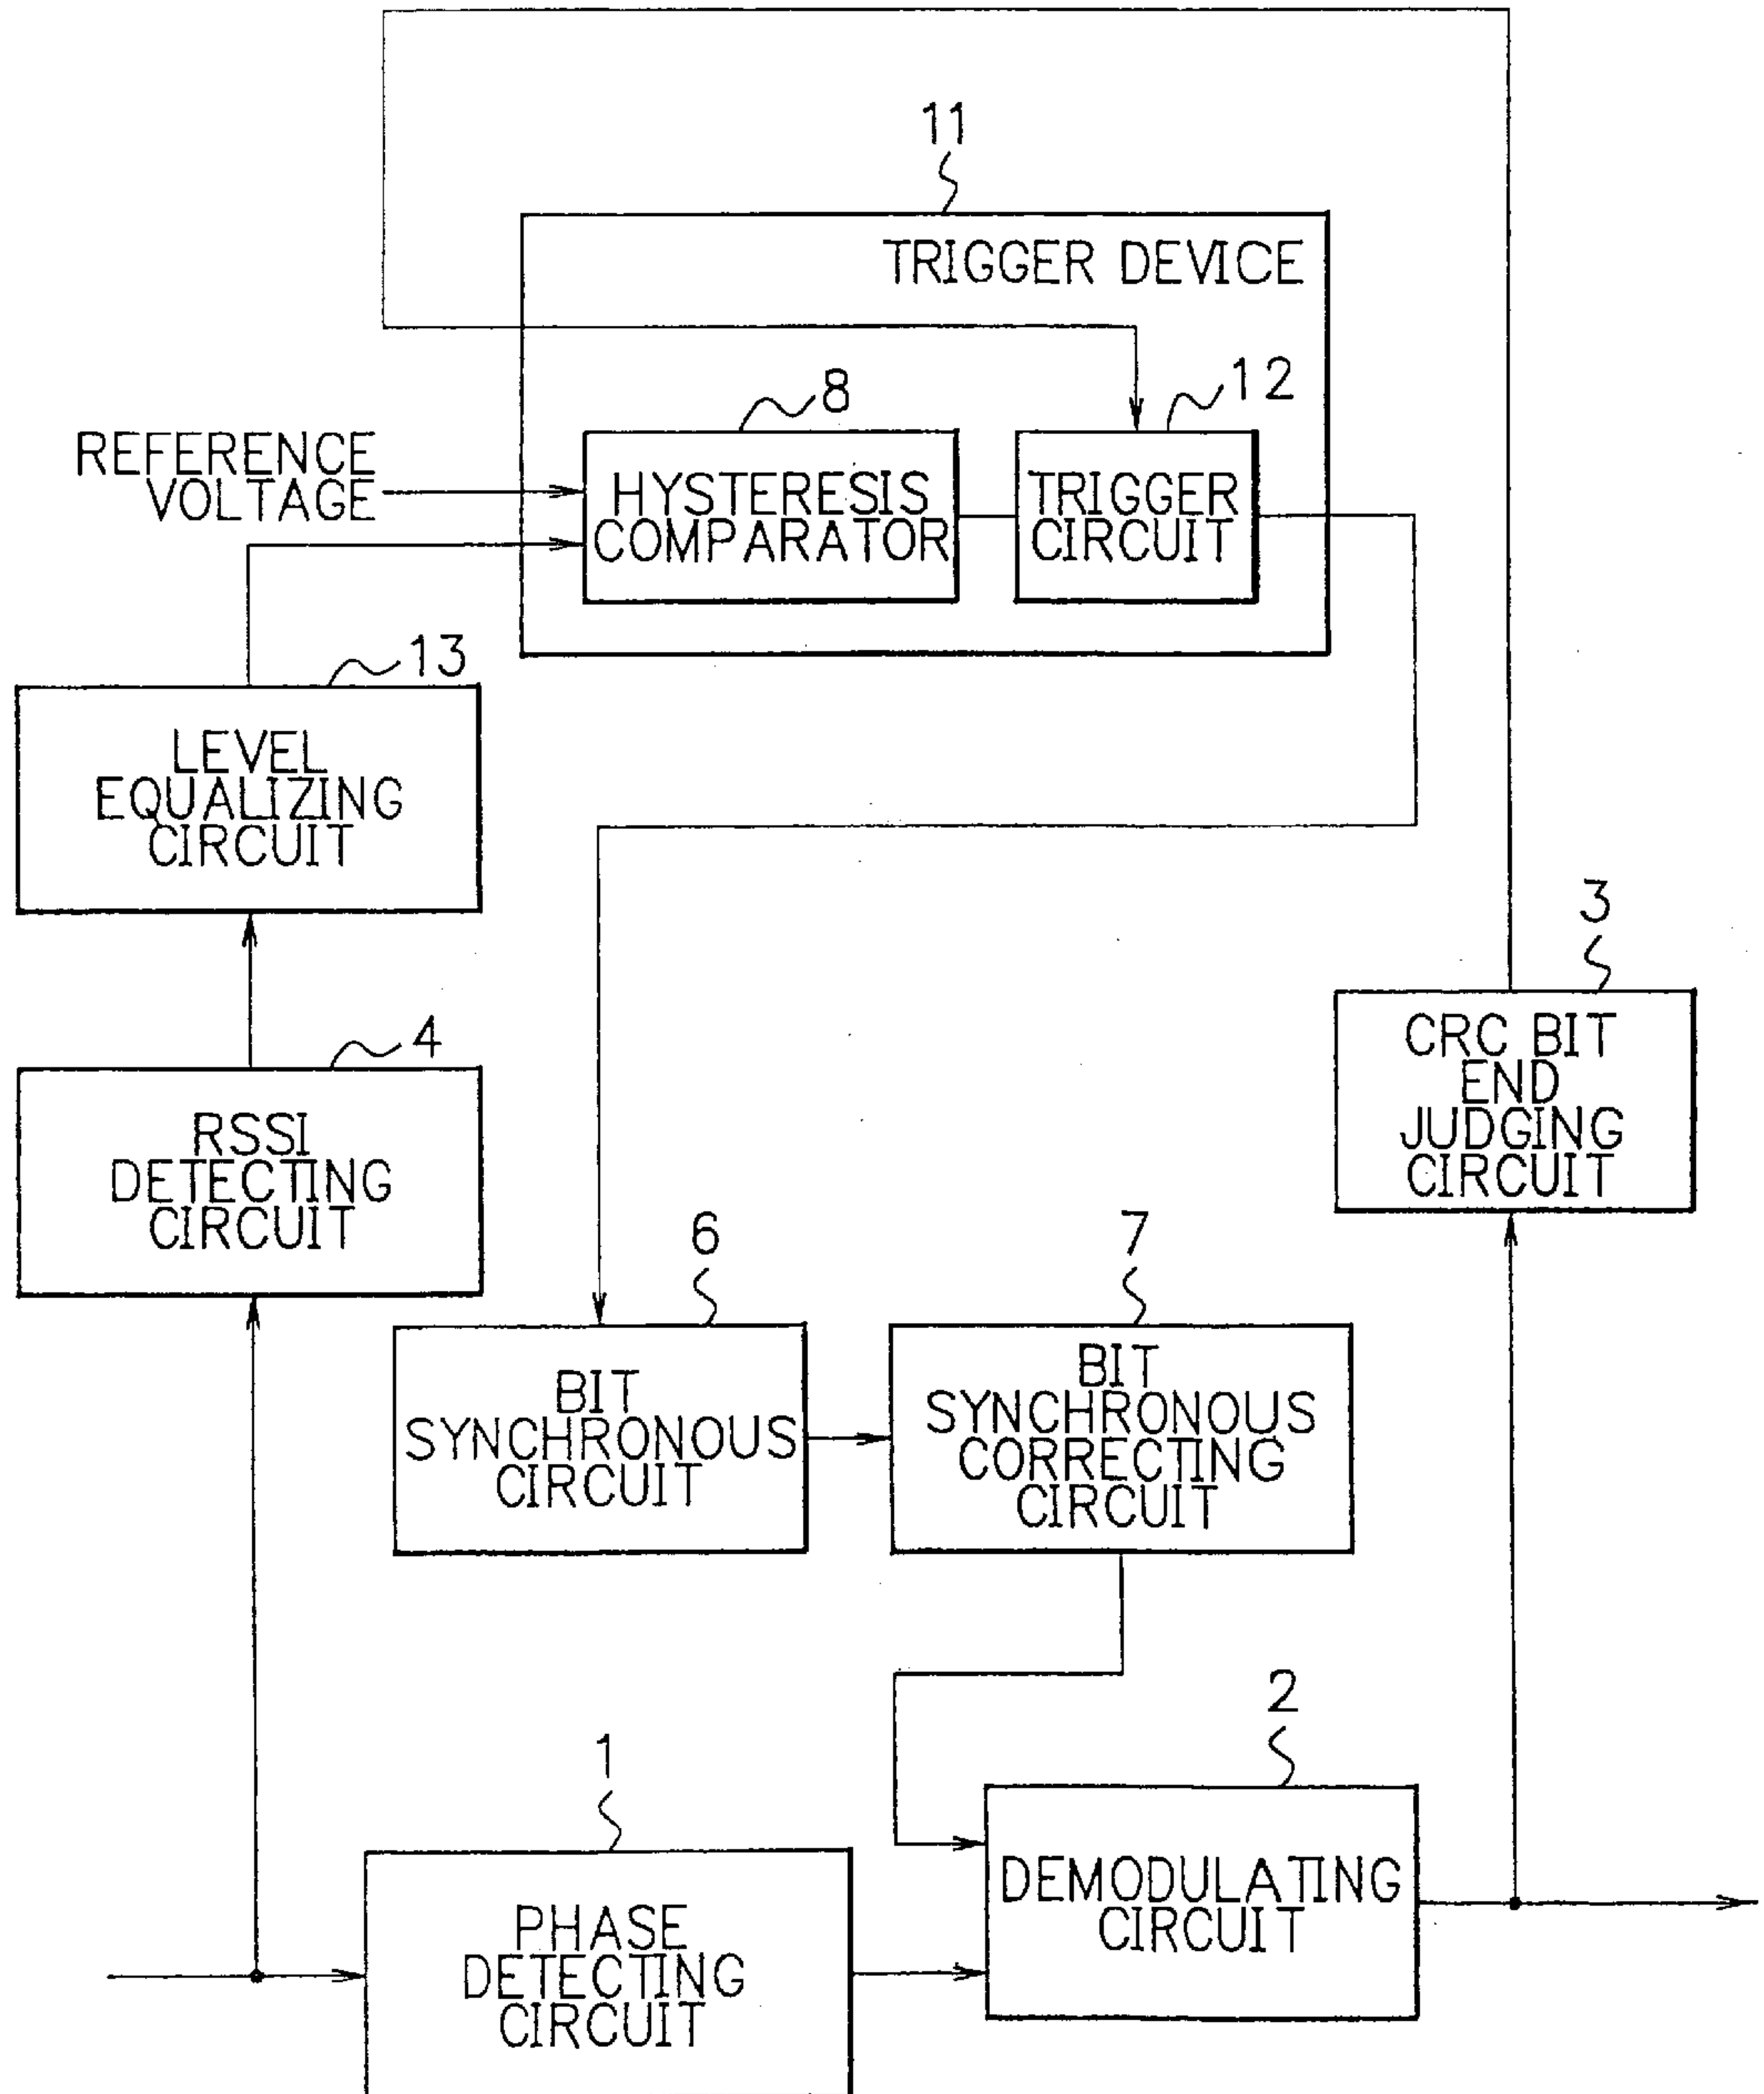 11
TRIGGER DEVICE
8
12
REFERENCE
VOLTAGE
HYSTERESIS
COMPARATOR
TRIGGER
CIRCUIT
13
LEVEL
EQUALIZING
CIRCUIT
3
CRC BIT
END
JUDGING
CIRCUIT
4
RSSI
DETECTING
CIRCUIT
6
BIT
SYNCHRONOUS
CIRCUIT
7
BIT
SYNCHRONOUS
CORRECTING
CIRCUIT
2
DEMODULATING
CIRCUIT
1
PHASE
DETECTING
CIRCUIT